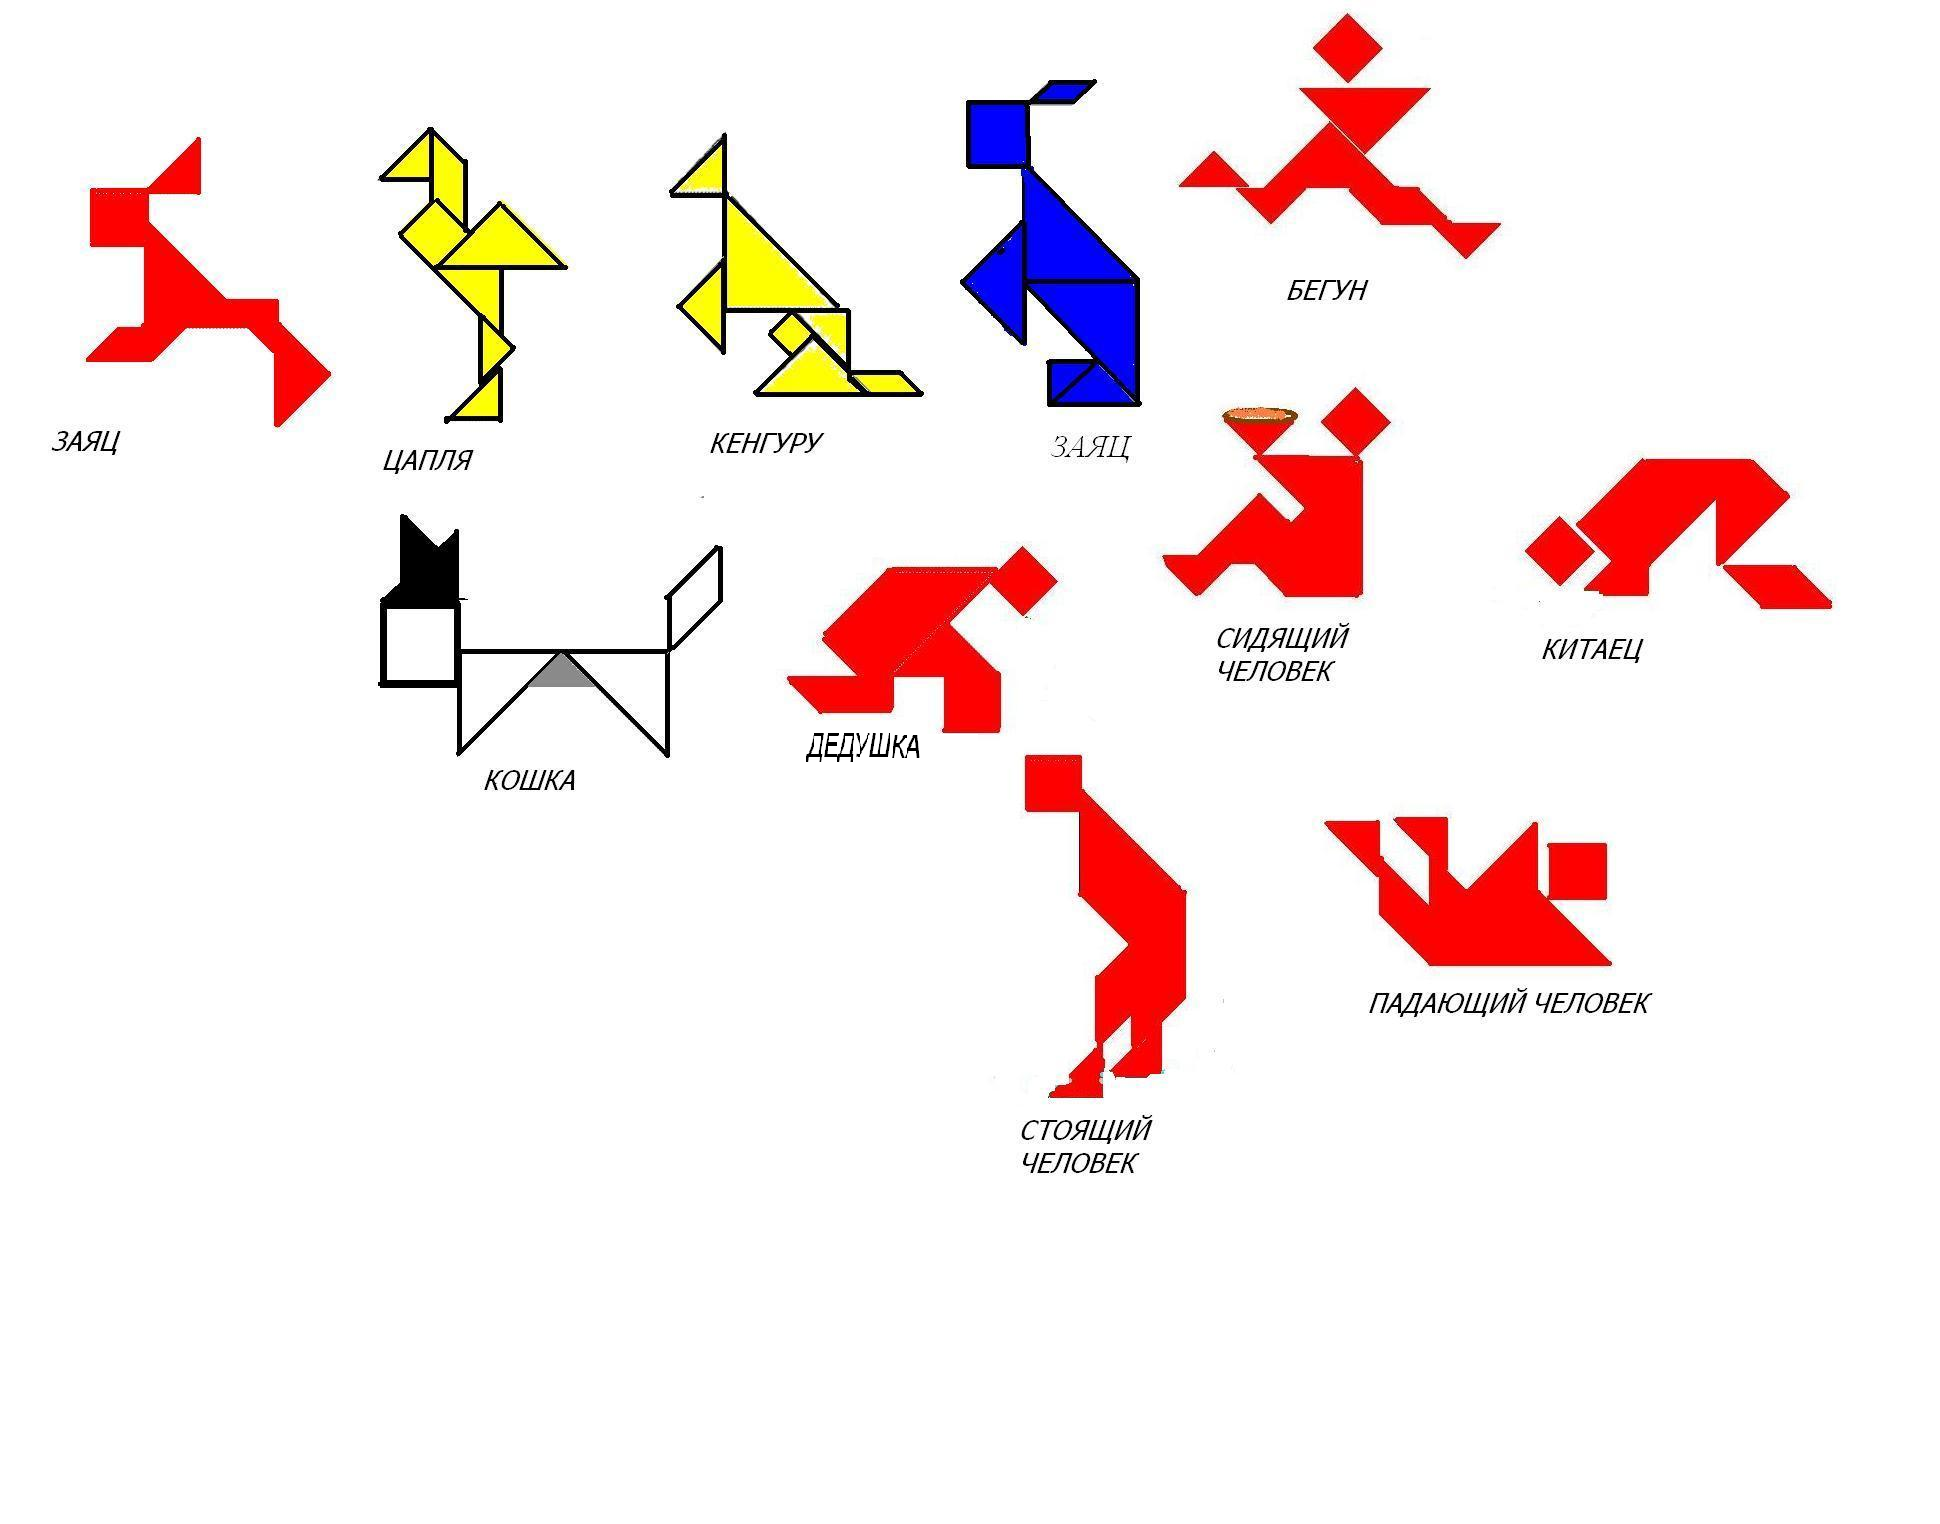 БЕГУН
ЗАЯЦ
ЦАПЛЯ
КЕНГУРУ
ЗАЯЦ
СИДЯЩИЙ
ЧЕЛОВЕК
КИТАЕЦ
КОШКА
ДЕДУШКА
ПАДАЮЩИЙ ЧЕЛОВЕК
СТОЯЩИЙ
ЧЕЛОВЕК